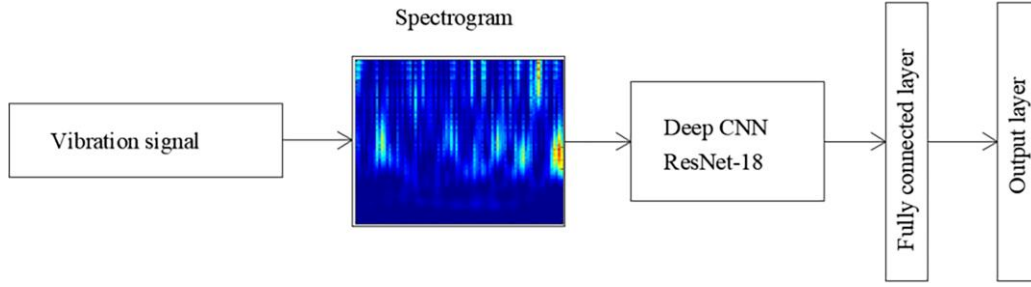 Spectrogram
Vibration signal
Deep CNN
ResNet-18
Fully connected layer
Output layer